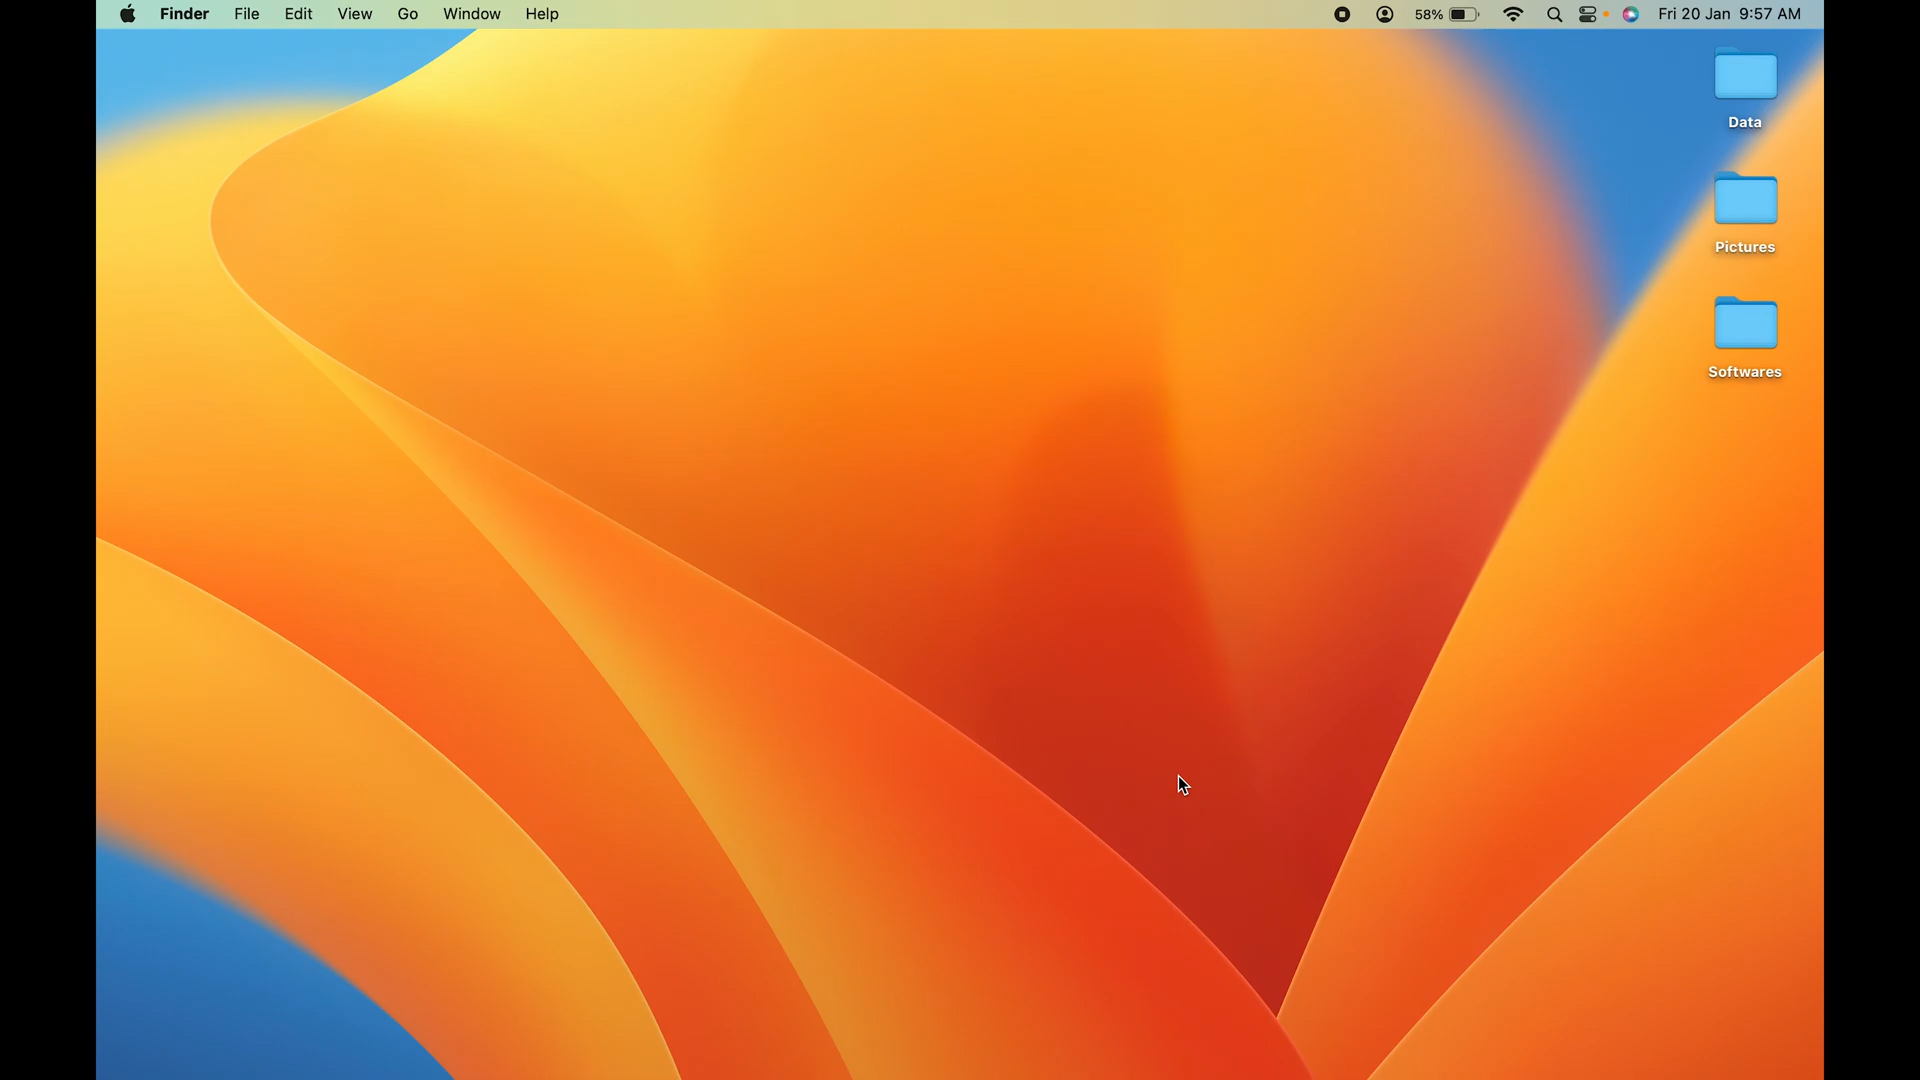 Finder File Edit View Go Window Help 58% Fri 20 Jan 9:57 AM
Data
Pictures
Softwares